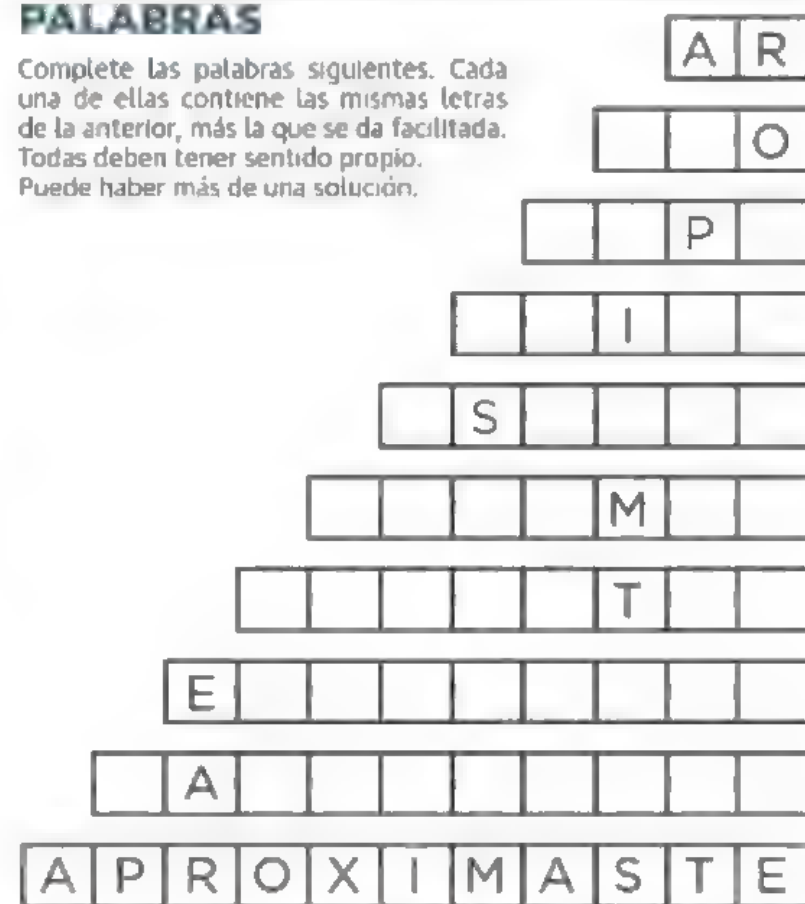 PALABRAS
Complete las palabras siguientes. Cada
una de ellas contiene las mismas letras
de la anterior, más la que se da facilitada.
Todas deben tener sentido propio.
Puede haber más de una solución.
A R
O
P
I
S
M
T
E
A
A P R O X I M A S T E